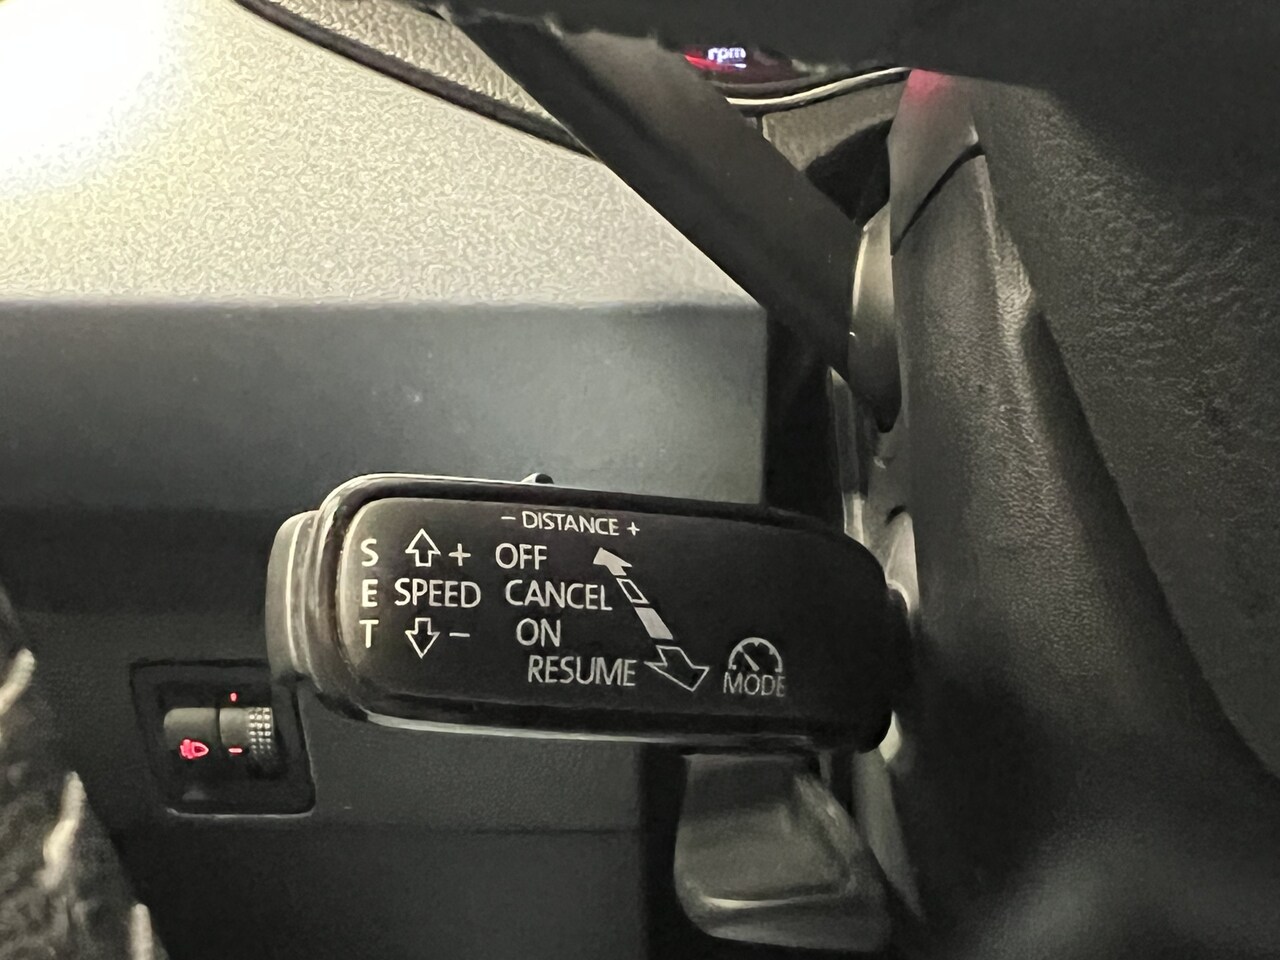 rpm
- DISTANCE +
S + OFF
E SPEED CANCEL
T - ON
RESUME
MODE